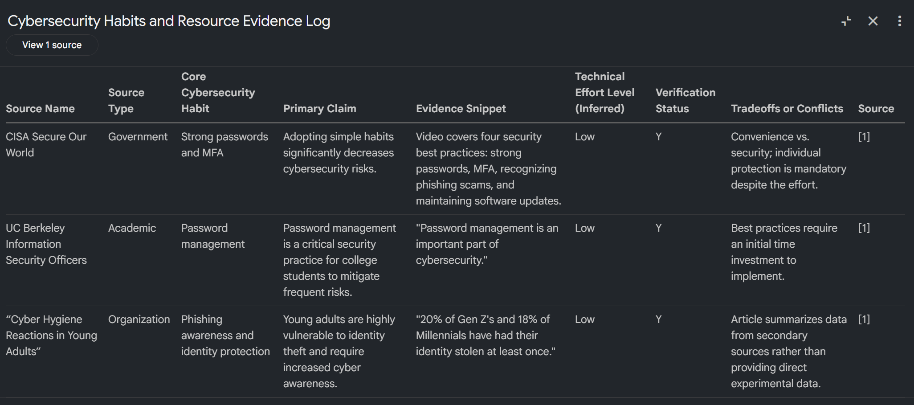 Cybersecurity Habits and Resource Evidence Log
View 1 source
Source Name
Source
Type
Core
Cybersecurity
Habit
Primary Claim
Evidence Snippet
Technical
Effort Level
(Inferred)
Verification
Status
Tradeoffs or Conflicts
Source
CISA Secure Our
World
Government
Strong passwords
and MFA
Adopting simple habits
significantly decreases
cybersecurity risks.
Video covers four security
best practices: strong
passwords, MFA, recognizing
phishing scams, and
maintaining software updates.
Low
Y
Convenience vs.
security; individual
protection is mandatory
despite the effort.
[1]
UC Berkeley
Information
Security Officers
Academic
Password
management
Password management
is a critical security
practice for college
students to mitigate
frequent risks.
"Password management is an
important part of
cybersecurity."
Low
Y
Best practices require
an initial time
investment to
implement.
[1]
“Cyber Hygiene
Reactions in Young
Adults”
Organization
Phishing
awareness and
identity protection
Young adults are highly
vulnerable to identity
theft and require
increased cyber
awareness.
"20% of Gen Z's and 18% of
Millennials have had their
identity stolen at least once."
Low
Y
Article summarizes data
from secondary
sources rather than
providing direct
experimental data.
[1]